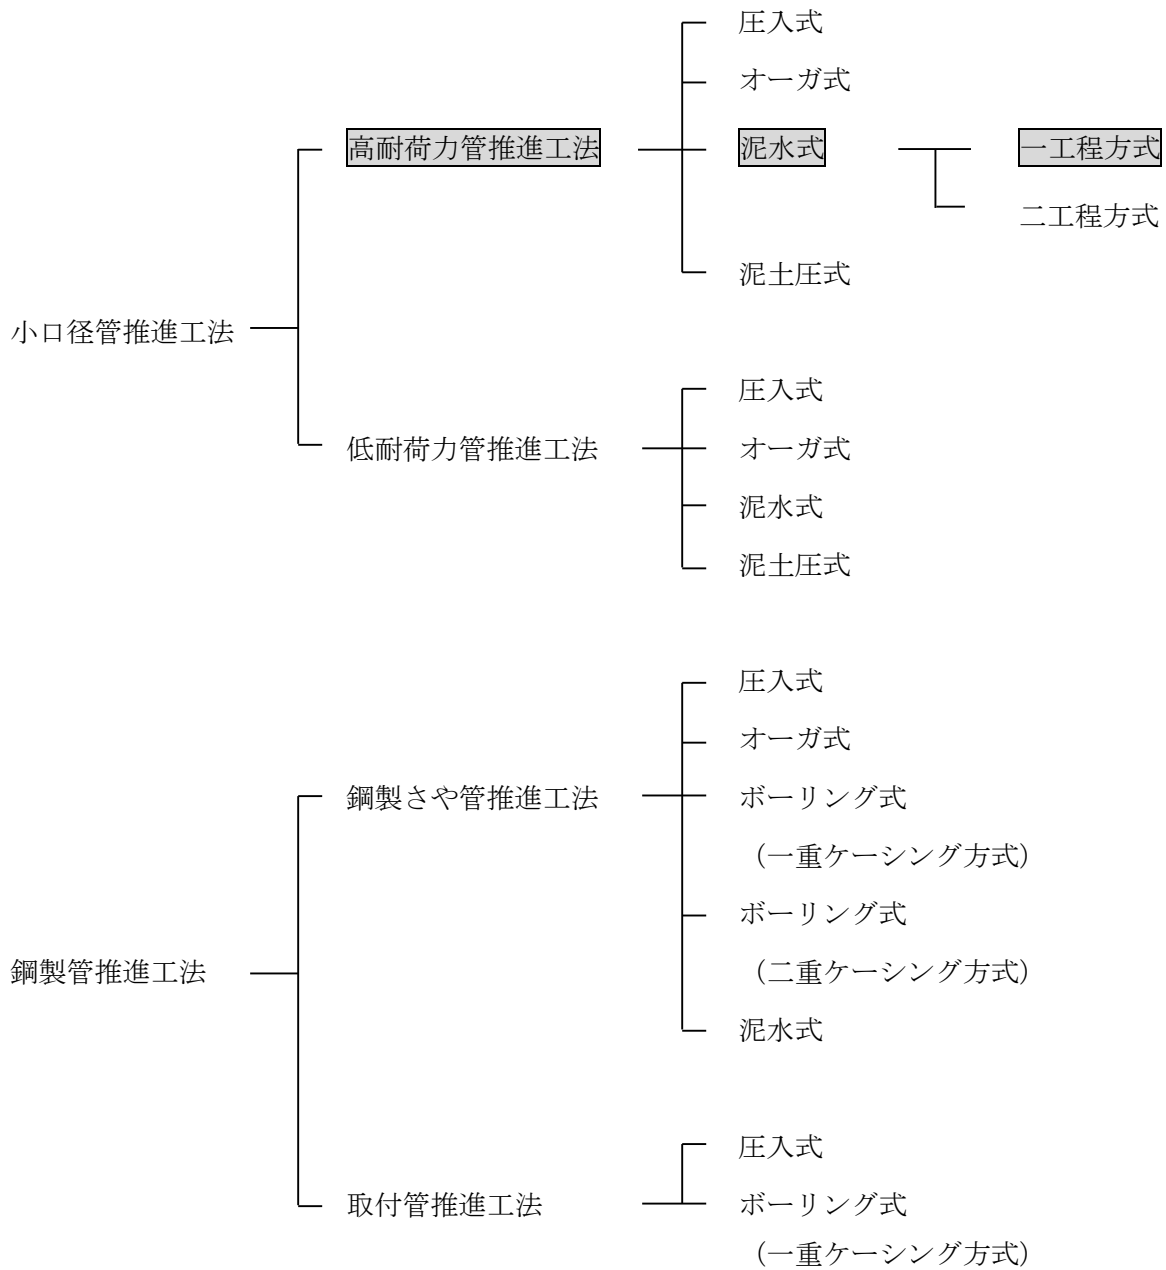 圧入式
オーガ式
高耐荷力管推進工法 泥水式 一工程方式
二工程方式
泥土圧式
小口径管推進工法
圧入式
低耐荷力管推進工法 オーガ式
泥水式
泥土圧式
圧入式
オーガ式
鋼製さや管推進工法 ボーリング式
（一重ケーシング方式）
ボーリング式
鋼製管推進工法 （二重ケーシング方式）
泥水式
圧入式
取付管推進工法 ボーリング式
（一重ケーシング方式）